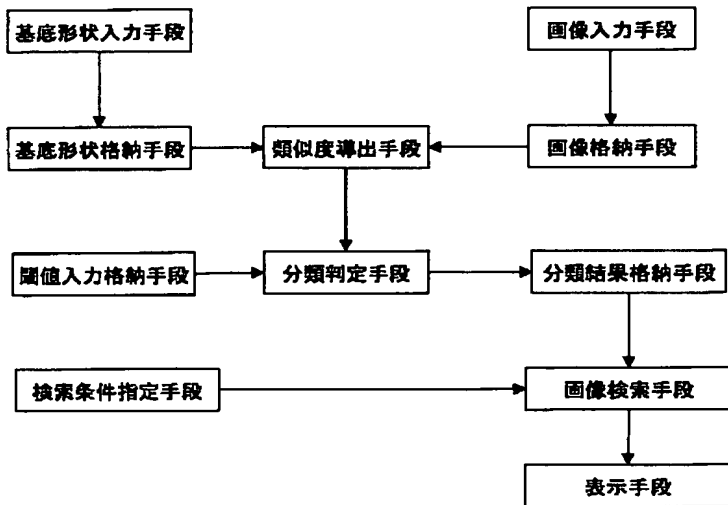 基底形状入力手段
画像入力手段
基底形状格納手段
類似度導出手段
画像格納手段
閾値入力格納手段
分類判定手段
分類結果格納手段
検索条件指定手段
画像検索手段
表示手段